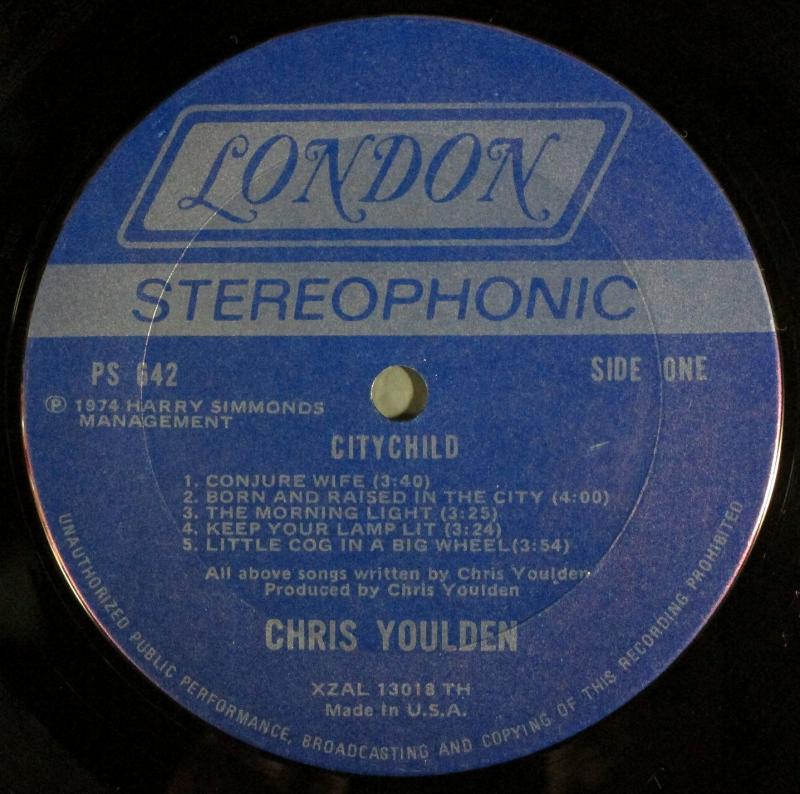 LONDON
STEREOPHONIC
PS 642
SIDE ONE
Ⓟ 1974 HARRY SIMMONDS
MANAGEMENT
CITYCHILD
1. CONJURE WIFE (3:40)
2. BORN AND RAISED IN THE CITY (4:00)
3. THE MORNING LIGHT (3:25)
4. KEEP YOUR LAMP LIT (3:24)
5. LITTLE COG IN A BIG WHEEL(3:54)
All above songs written by Chris Youlden
Produced by Chris Youlden
CHRIS YOULDEN
XZAL 13018 TH
Made In U.S.A.
UNAUTHORIZED PUBLIC PERFORMANCE, BROADCASTING AND COPYING OF THIS RECORDING PROHIBITED